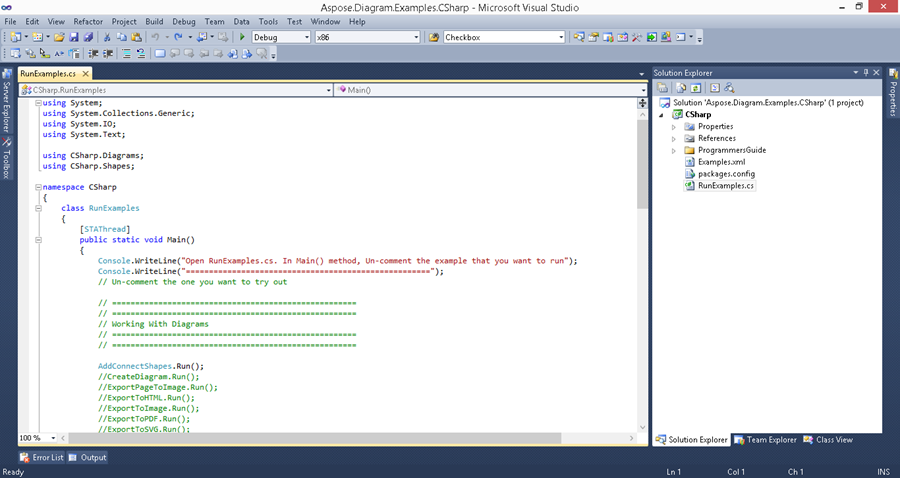 Aspose.Diagram.Examples.CSharp - Microsoft Visual Studio
File Edit View Refactor Project Build Debug Team Data Tools Test Window Help
Debug x86 Checkbox
Server Explorer
Toolbox
RunExamples.cs
CSharp.RunExamples Main()
using System;
using System.Collections.Generic;
using System.IO;
using System.Text;
using CSharp.Diagrams;
using CSharp.Shapes;
namespace CSharp
{
class RunExamples
{
[STAThread]
public static void Main()
{
Console.WriteLine("Open RunExamples.cs. In Main() method, Un-comment the example that you want to run");
Console.WriteLine("=====================================================");
// Un-comment the one you want to try out
// =====================================================
// =====================================================
// Working With Diagrams
// =====================================================
// =====================================================
AddConnectShapes.Run();
//CreateDiagram.Run();
//ExportPageToImage.Run();
//ExportToHTML.Run();
//ExportToImage.Run();
//ExportToPDF.Run();
//ExportToSVG.Run();
100 %
Solution Explorer
Solution 'Aspose.Diagram.Examples.CSharp' (1 project)
CSharp
Properties
References
ProgrammersGuide
Examples.xml
packages.config
RunExamples.cs
Solution Explorer Team Explorer Class View
Properties
Error List Output
Ready Ln 1 Col 1 Ch 1 INS